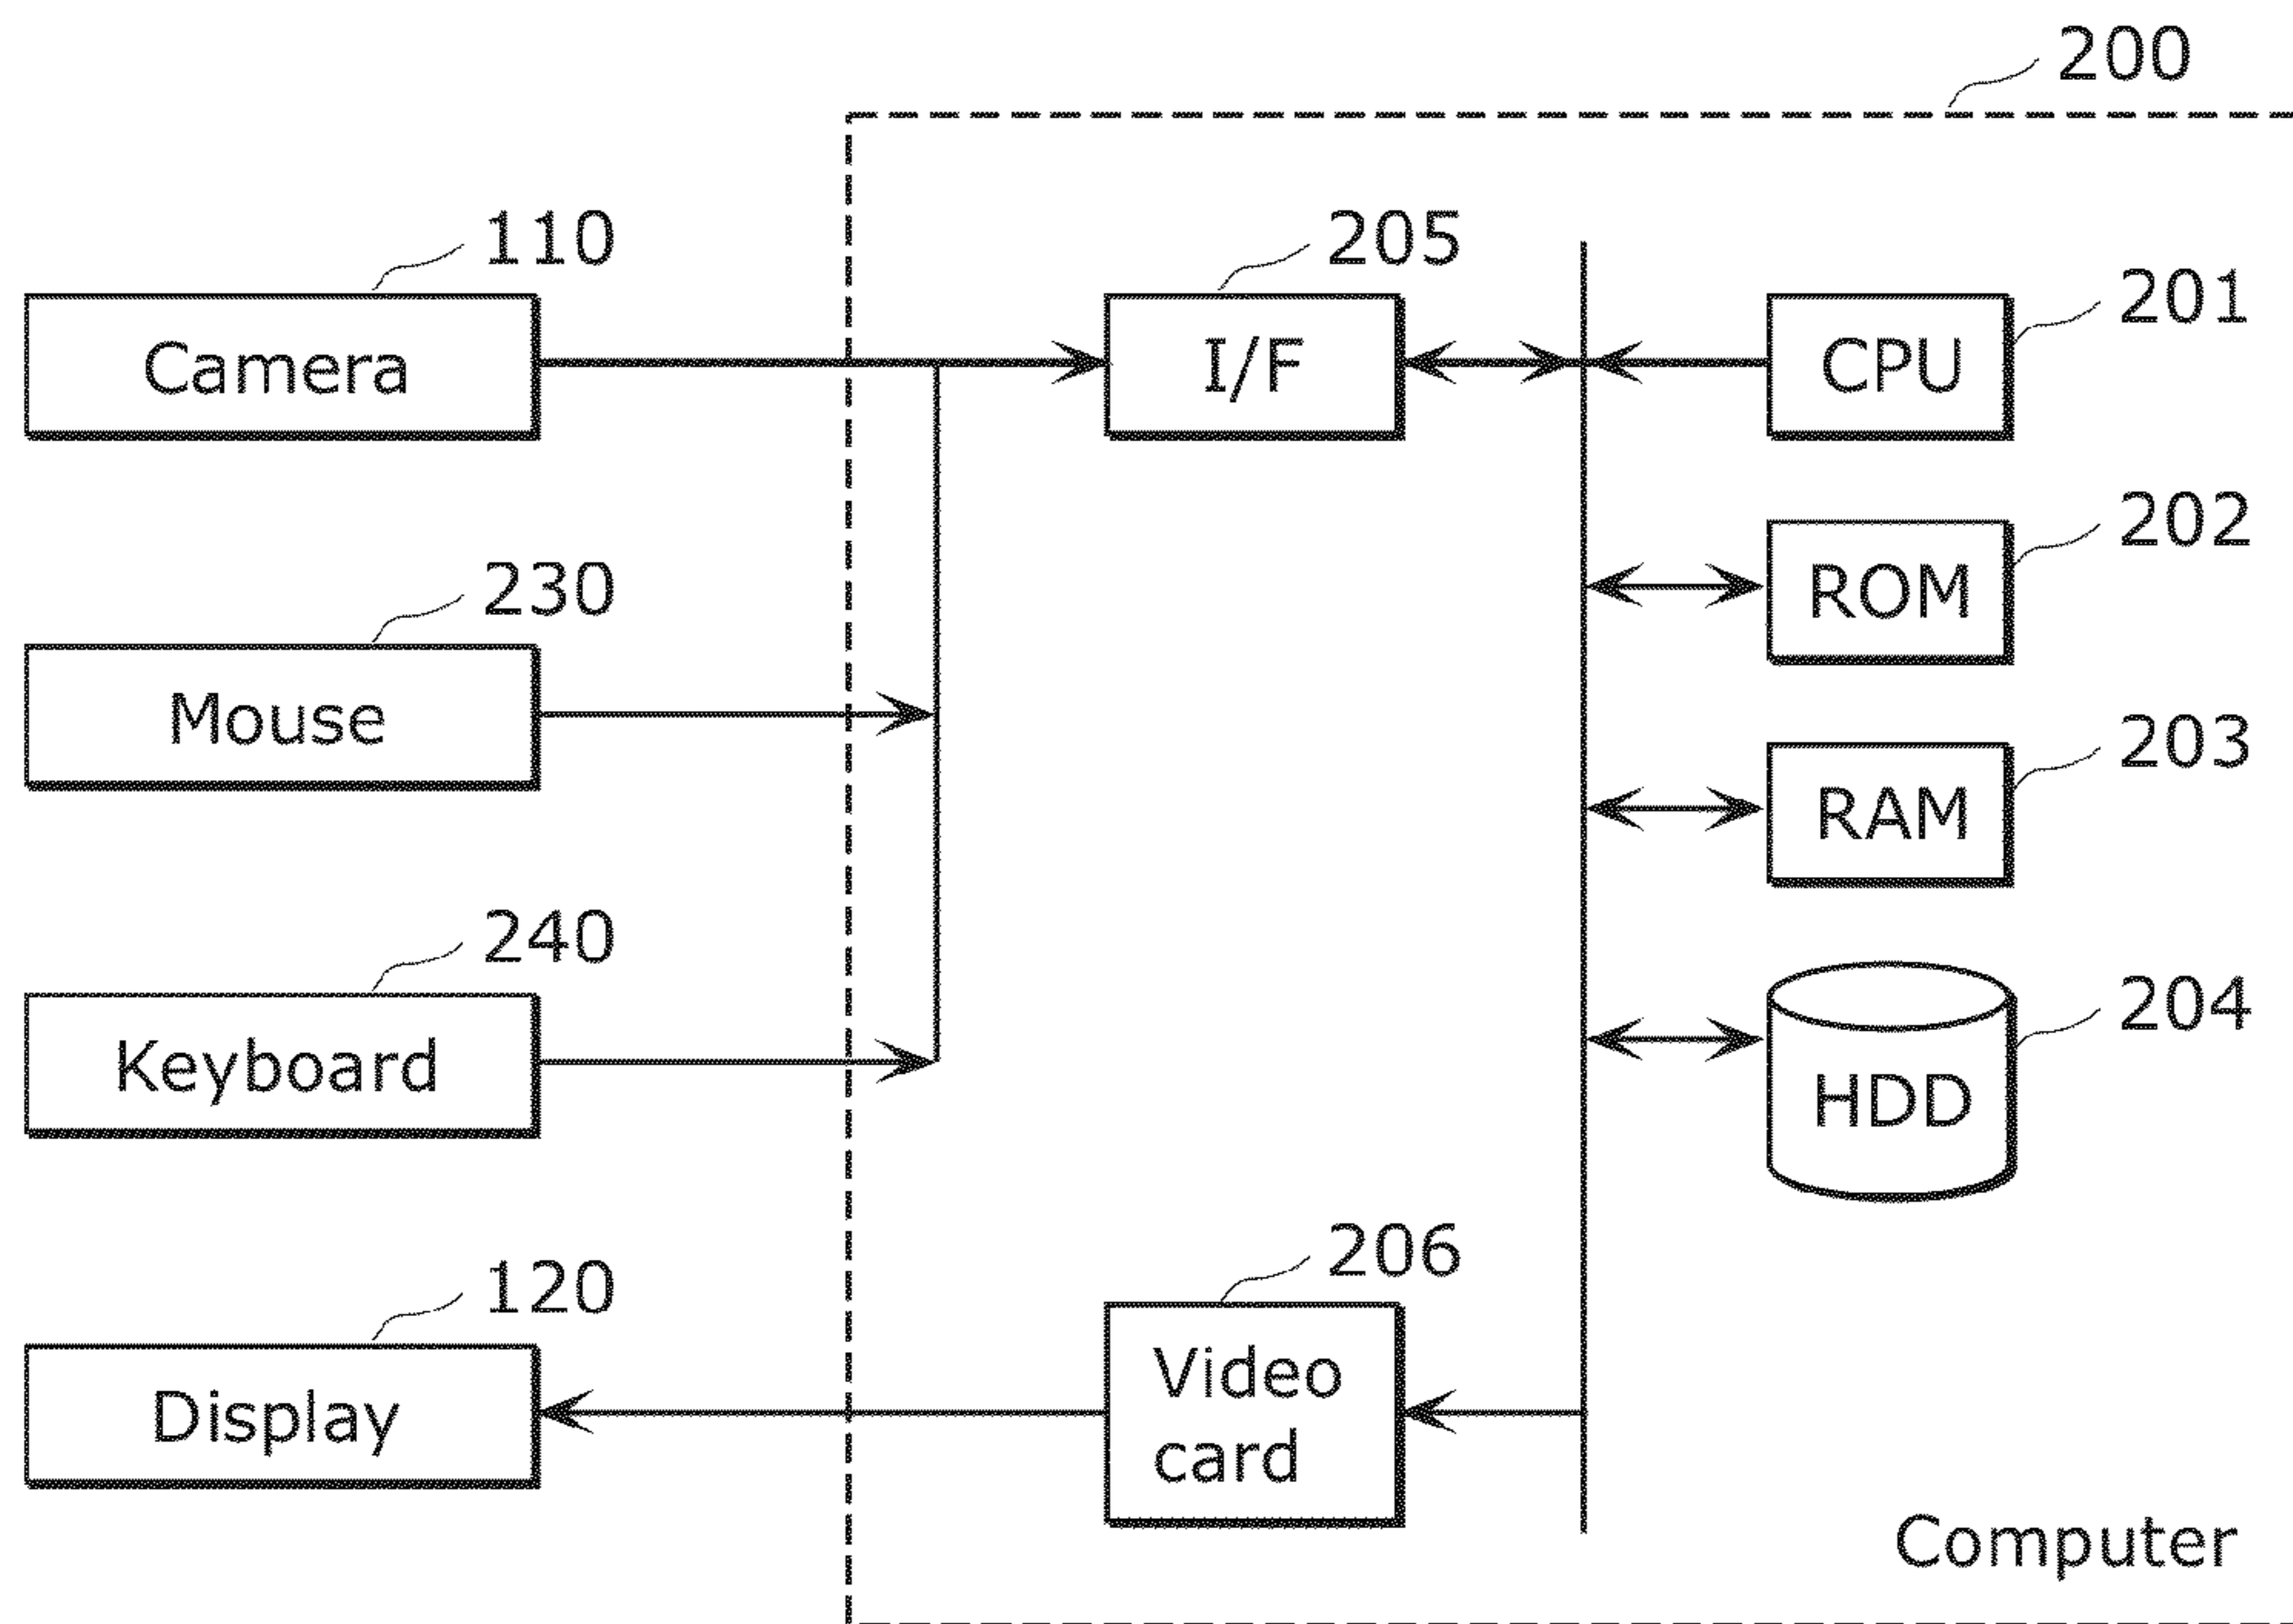 200
110
205
201
Camera
I/F
CPU
230
202
Mouse
ROM
203
RAM
240
204
Keyboard
HDD
120
206
Display
Video
card
Computer